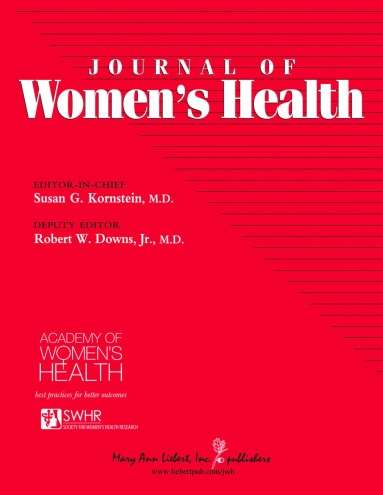 JOURNAL OF
Women's Health
EDITOR-IN-CHIEF
Susan G. Kornstein, M.D.
DEPUTY EDITOR
Robert W. Downs, Jr., M.D.
ACADEMY OF
WOMEN'S
HEALTH
best practices for better outcomes
SWHR
SOCIETY FOR WOMEN'S HEALTH RESEARCH
Mary Ann Liebert, Inc. publishers
www.liebertpub.com/jwh